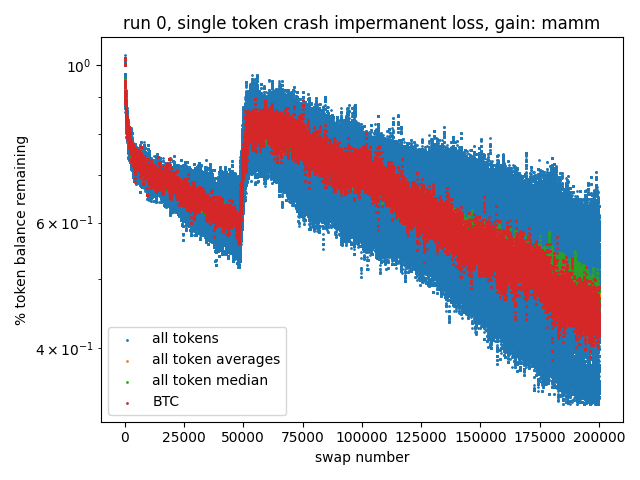 run 0, single token crash impermanent loss, gain: mamm
% token balance remaining
10⁰
6 × 10⁻¹
4 × 10⁻¹
all tokens
all token averages
all token median
BTC
0 25000 50000 75000 100000 125000 150000 175000 200000
swap number